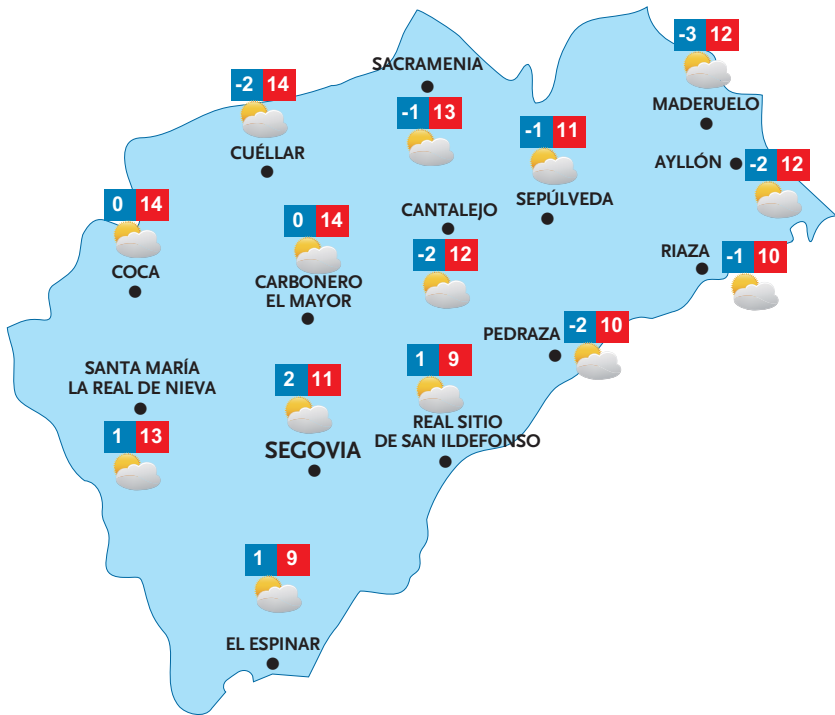 -3 12
MADERUELO
SACRAMENIA
-1 13
-2 14
CUÉLLAR
-1 11
SEPÚLVEDA
AYLLÓN
-2 12
0 14
COCA
CANTALEJO
-2 12
0 14
CARBONERO
EL MAYOR
RIAZA
-1 10
PEDRAZA
-2 10
SANTA MARÍA
LA REAL DE NIEVA
1 13
2 11
SEGOVIA
1 9
REAL SITIO
DE SAN ILDEFONSO
1 9
EL ESPINAR